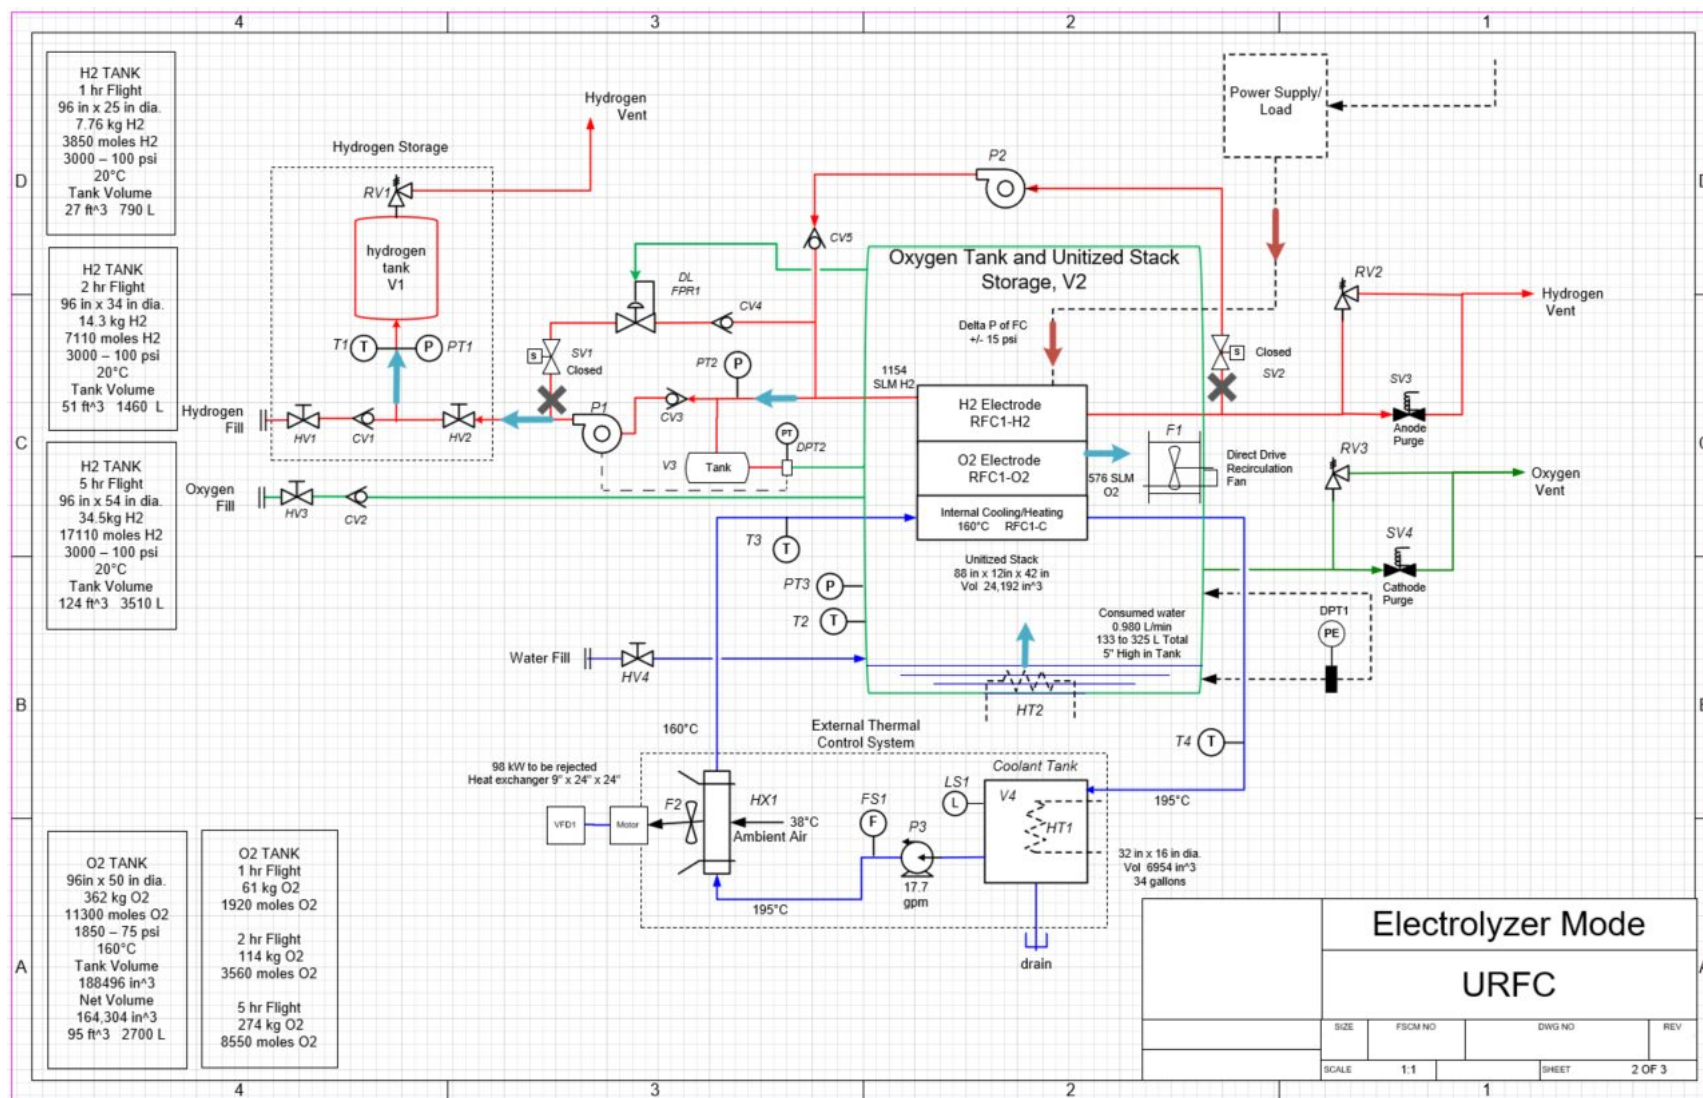 4
3
2
1
D
C
B
A
H2 TANK
1 hr Flight
96 in x 25 in dia.
7.76 kg H2
3850 moles H2
3000 – 100 psi
20°C
Tank Volume
27 ft^3 790 L
H2 TANK
2 hr Flight
96 in x 34 in dia.
14.3 kg H2
7110 moles H2
3000 – 100 psi
20°C
Tank Volume
51 ft^3 1460 L
H2 TANK
5 hr Flight
96 in x 54 in dia.
34.5kg H2
17110 moles H2
3000 – 100 psi
20°C
Tank Volume
124 ft^3 3510 L
O2 TANK
96in x 50 in dia.
362 kg O2
11300 moles O2
1850 – 75 psi
160°C
Tank Volume
188496 in^3
Net Volume
164,304 in^3
95 ft^3 2700 L
O2 TANK
1 hr Flight
61 kg O2
1920 moles O2
2 hr Flight
114 kg O2
3560 moles O2
5 hr Flight
274 kg O2
8550 moles O2
Hydrogen Storage
Hydrogen
Vent
RV1
hydrogen
tank
V1
T1
T
P
PT1
Hydrogen
Fill
HV1
CV1
HV2
Oxygen
Fill
HV3
CV2
DL
FPR1
CV4
CV5
P2
S
SV1
Closed
PT2
P
P1
CV3
V3
Tank
PT
DPT2
1154
SLM H2
Oxygen Tank and Unitized Stack
Storage, V2
Delta P of FC
+/- 15 psi
H2 Electrode
RFC1-H2
O2 Electrode
RFC1-O2
Internal Cooling/Heating
160°C RFC1-C
576 SLM
O2
F1
Direct Drive
Recirculation
Fan
Unitized Stack
88 in x 12in x 42 in
Vol 24,192 in^3
Consumed water
0.980 L/min
133 to 325 L Total
5" High in Tank
HT2
Power Supply/
Load
S
Closed
SV2
RV2
Hydrogen
Vent
SV3
Anode
Purge
RV3
Oxygen
Vent
SV4
Cathode
Purge
DPT1
PE
T3
T
PT3
P
T2
T
Water Fill
HV4
T4
T
160°C
External Thermal
Control System
98 kW to be rejected
Heat exchanger 9" x 24" x 24"
VFD1
Motor
F2
HX1
38°C
Ambient Air
FS1
F
P3
17.7
gpm
LS1
L
Coolant Tank
V4
HT1
195°C
195°C
32 in x 16 in dia.
Vol 6954 in^3
34 gallons
drain
Electrolyzer Mode
URFC
SIZE
FSCM NO
DWG NO
REV
SCALE
1:1
SHEET
2 OF 3
4
3
2
1
D
C
B
A